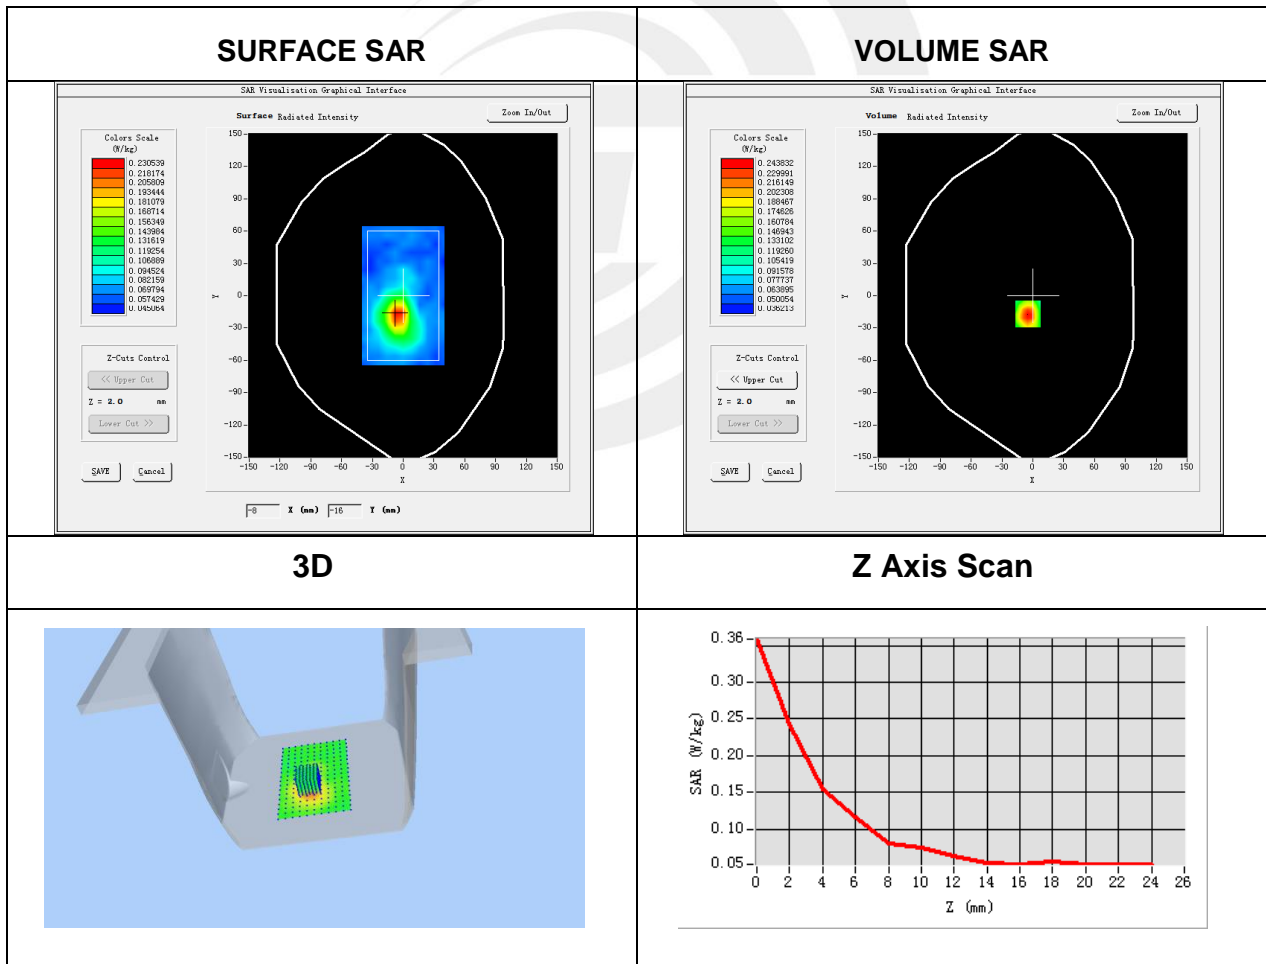 SURFACE SAR
VOLUME SAR
SAR Visualisation Graphical Interface
Surface Radiated Intensity
Zoom In/Out
Colors Scale
(W/kg)
0.230539
0.218174
0.205809
0.193444
0.181079
0.168714
0.156349
0.143984
0.131619
0.119254
0.106889
0.094524
0.082159
0.069794
0.057429
0.045064
Z-Cuts Control
<< Upper Cut
Z = 2.0 mm
Lower Cut >>
SAVE Cancel
150
120
90
60
30
0
-30
-60
-90
-120
-150
Y
-150 -120 -90 -60 -30 0 30 60 90 120 150
X
-8 X (mm) -16 Y (mm)
SAR Visualisation Graphical Interface
Volume Radiated Intensity
Zoom In/Out
Colors Scale
(W/kg)
0.243832
0.229991
0.216149
0.202308
0.188467
0.174626
0.160784
0.146943
0.133102
0.119260
0.105419
0.091578
0.077737
0.063895
0.050054
0.036213
Z-Cuts Control
<< Upper Cut
Z = 2.0 mm
Lower Cut >>
SAVE Cancel
150
120
90
60
30
0
-30
-60
-90
-120
-150
Y
-150 -120 -90 -60 -30 0 30 60 90 120 150
X
3D
Z Axis Scan
0.36
0.30
0.25
0.20
0.15
0.10
0.05
SAR (W/kg)
0 2 4 6 8 10 12 14 16 18 20 22 24 26
Z (mm)